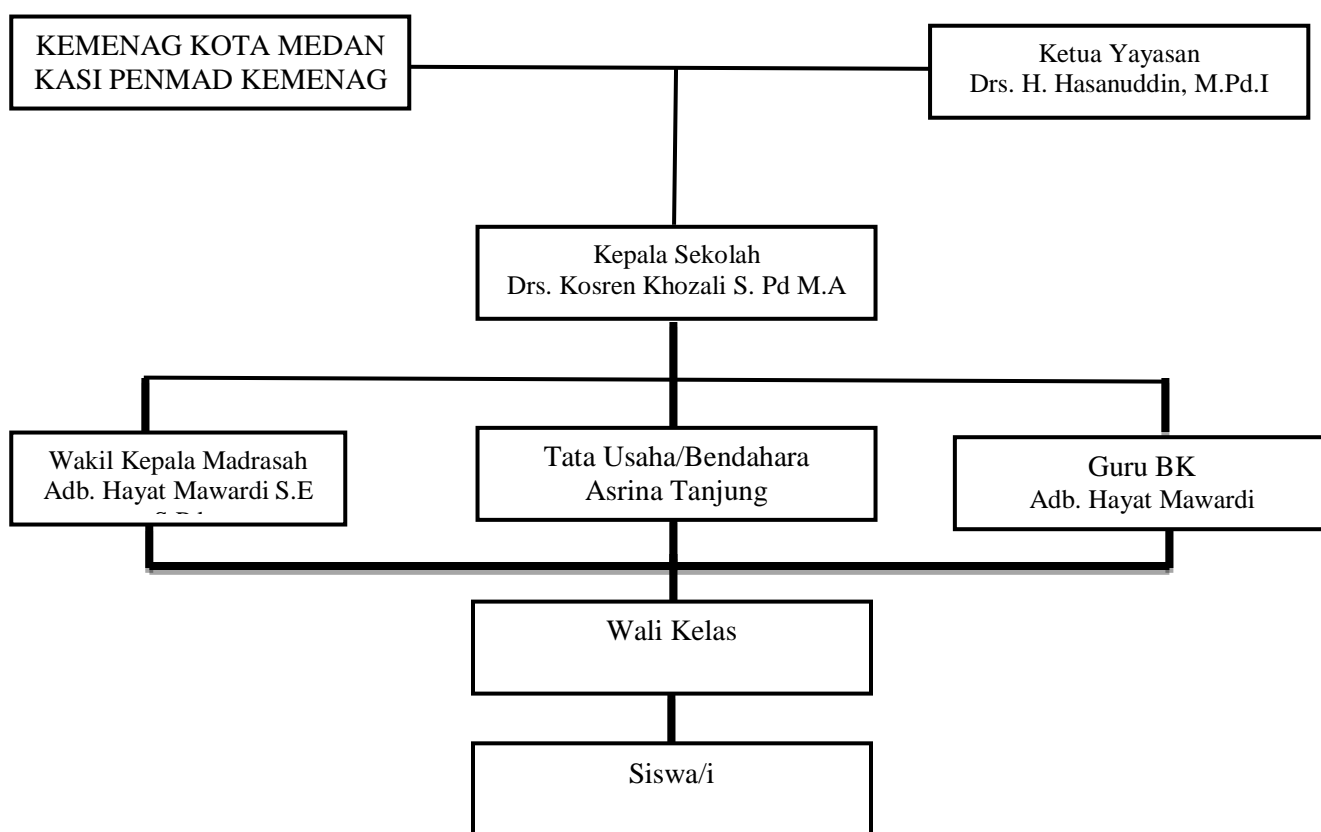 KEMENAG KOTA MEDAN
KASI PENMAD KEMENAG
Ketua Yayasan
Drs. H. Hasanuddin, M.Pd.I
Kepala Sekolah
Drs. Kosren Khozali S. Pd M.A
Wakil Kepala Madrasah
Adb. Hayat Mawardi S.E
Tata Usaha/Bendahara
Asrina Tanjung
Guru BK
Adb. Hayat Mawardi
Wali Kelas
Siswa/i